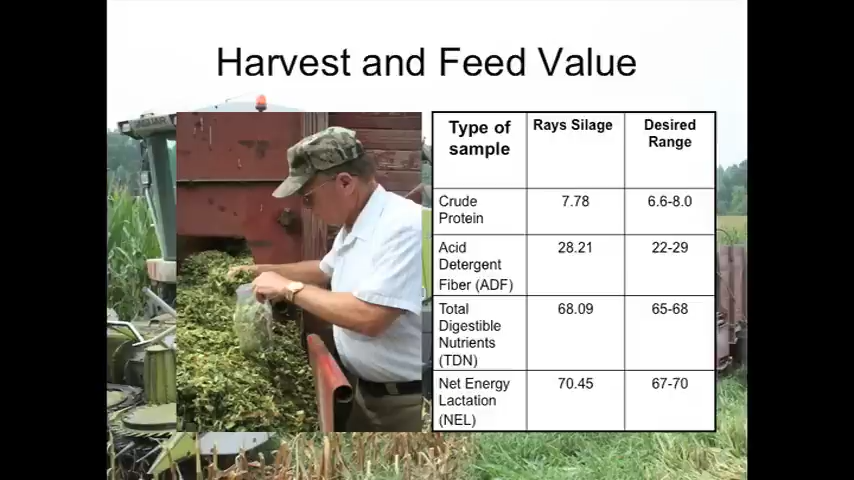 Harvest and Feed Value
JAGUAR
Type of
sample
Rays Silage
Desired
Range
Crude
Protein
7.78
6.6-8.0
Acid
Detergent
Fiber (ADF)
28.21
22-29
Total
Digestible
Nutrients
(TDN)
68.09
65-68
Net Energy
Lactation
(NEL)
70.45
67-70